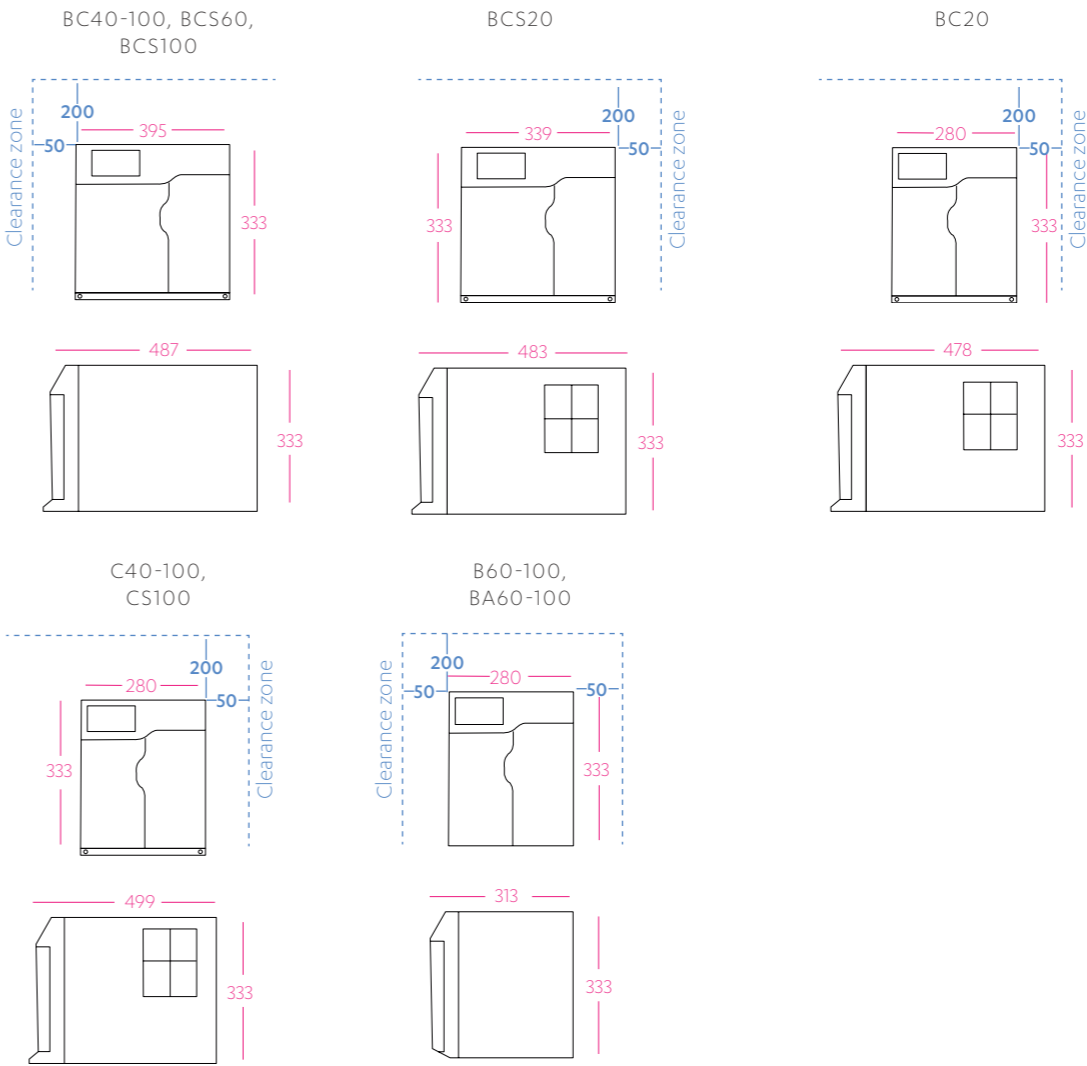 BC40-100, BCS60,
BCS100
Clearance zone
200
50
395
333
487
333
BCS20
200
339
50
333
Clearance zone
483
333
BC20
200
280
50
333
Clearance zone
478
333
C40-100,
CS100
200
280
50
333
Clearance zone
499
333
B60-100,
BA60-100
Clearance zone
200
280
50
50
333
313
333